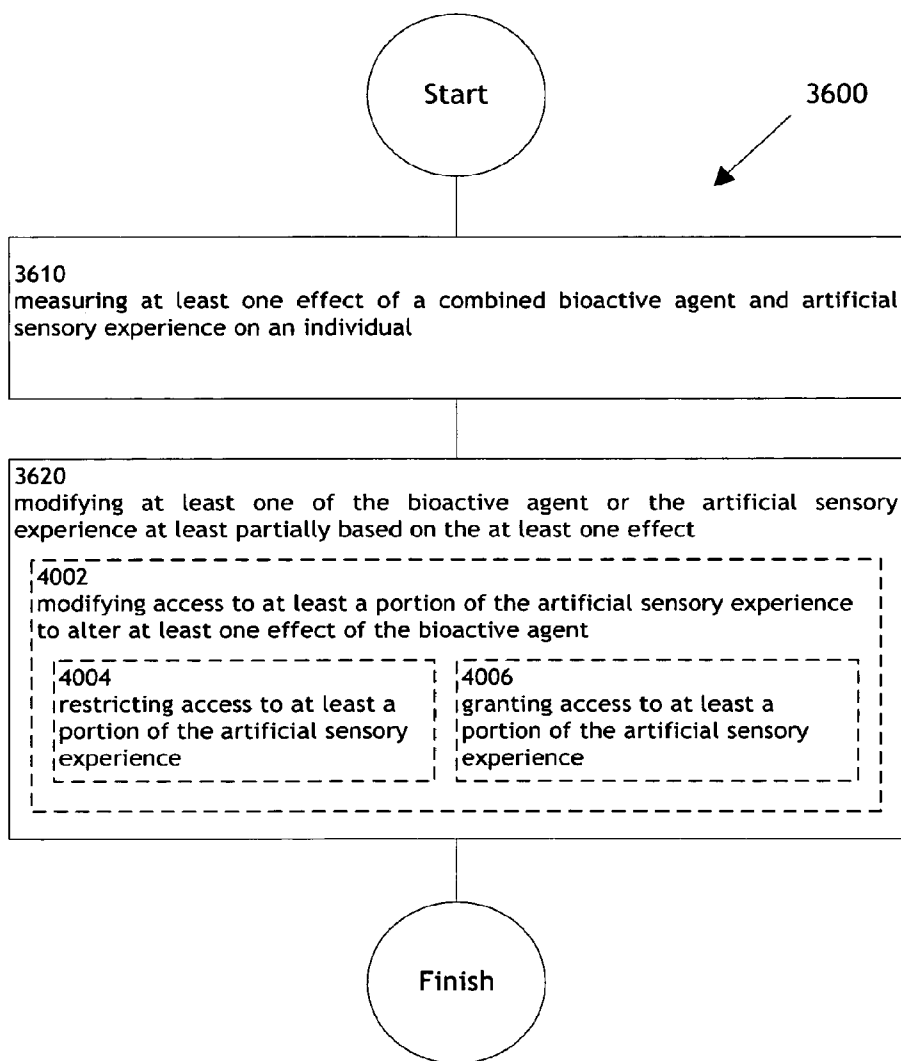 Start
3600
3610
measuring at least one effect of a combined bioactive agent and artificial
sensory experience on an individual
3620
modifying at least one of the bioactive agent or the artificial sensory
experience at least partially based on the at least one effect
4002
modifying access to at least a portion of the artificial sensory experience
to alter at least one effect of the bioactive agent
4004
restricting access to at least a
portion of the artificial sensory
experience
4006
granting access to at least a
portion of the artificial sensory
experience
Finish